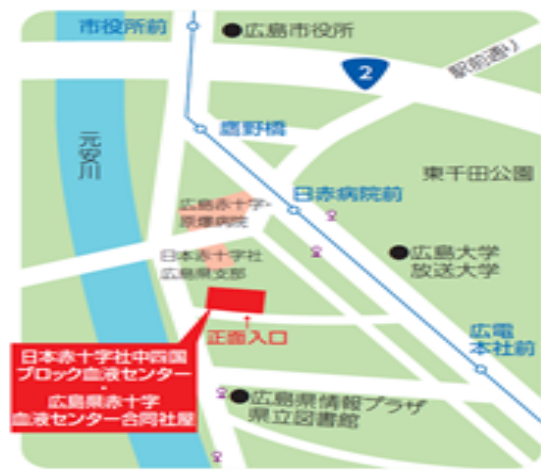 市役所前
広島市役所
2
駅前通り
鷹野橋
元安川
東千田公園
広島赤十字・
原爆病院
日赤病院前
日本赤十字社
広島県支部
広島大学
放送大学
正面入口
広電
本社前
日本赤十字社中四国
ブロック血液センター
・
広島県赤十字
血液センター合同社屋
広島県情報プラザ
県立図書館